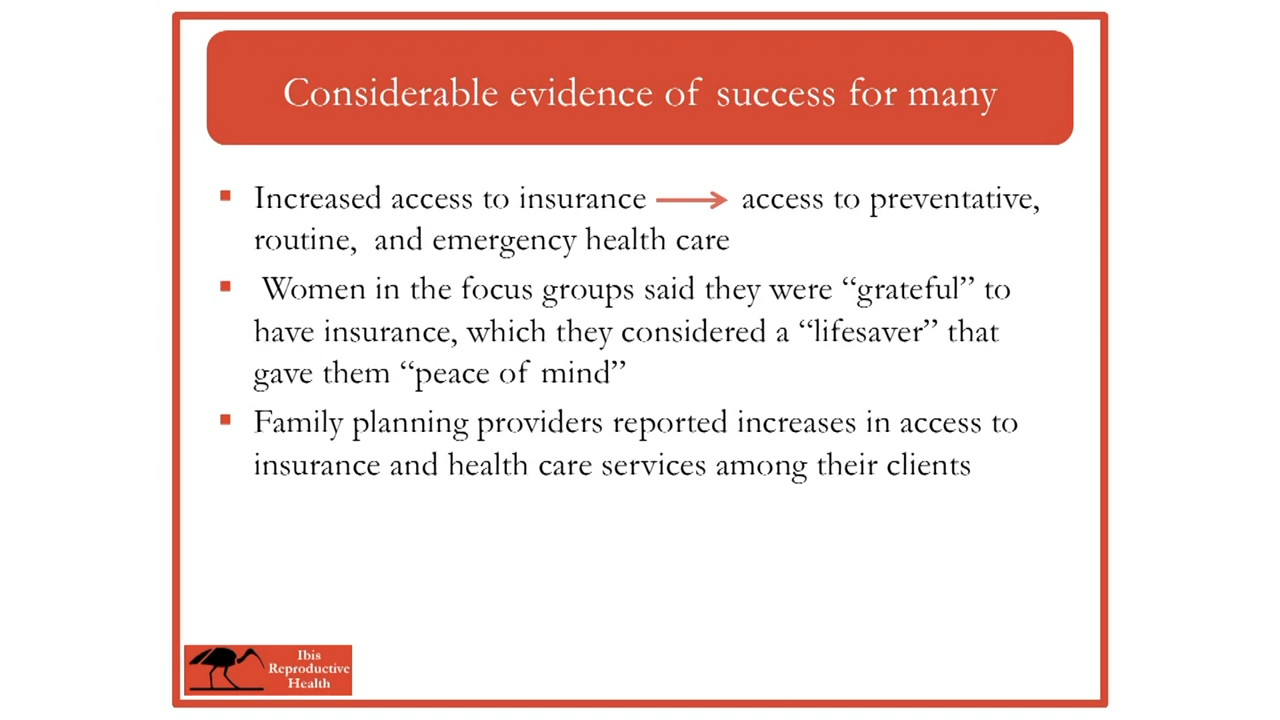 Considerable evidence of success for many
Increased access to insurance → access to preventative,
routine, and emergency health care
Women in the focus groups said they were “grateful” to
have insurance, which they considered a “lifesaver” that
gave them “peace of mind”
Family planning providers reported increases in access to
insurance and health care services among their clients
Ibis
Reproductive
Health